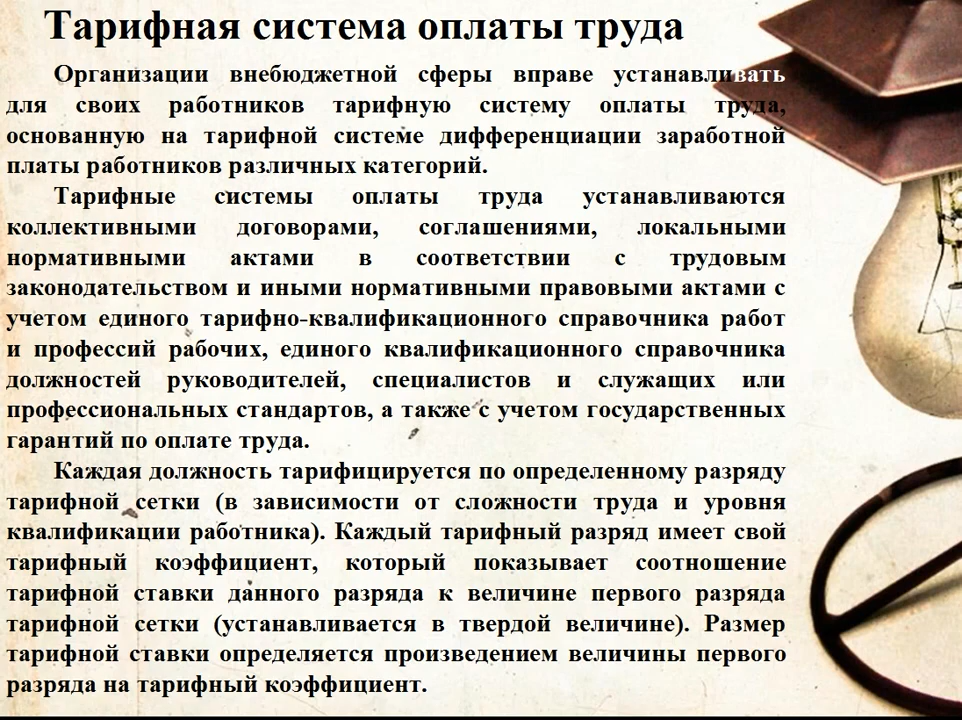 Тарифная система оплаты труда
Организации внебюджетной сферы вправе устанавливать
для своих работников тарифную систему оплаты труда,
основанную на тарифной системе дифференциации заработной
платы работников различных категорий.
Тарифные системы оплаты труда устанавливаются
коллективными договорами, соглашениями, локальными
нормативными актами в соответствии с трудовым
законодательством и иными нормативными правовыми актами с
учетом единого тарифно-квалификационного справочника работ
и профессий рабочих, единого квалификационного справочника
должностей руководителей, специалистов и служащих или
профессиональных стандартов, а также с учетом государственных
гарантий по оплате труда.
Каждая должность тарифицируется по определенному разряду
тарифной сетки (в зависимости от сложности труда и уровня
квалификации работника). Каждый тарифный разряд имеет свой
тарифный коэффициент, который показывает соотношение
тарифной ставки данного разряда к величине первого разряда
тарифной сетки (устанавливается в твердой величине). Размер
тарифной ставки определяется произведением величины первого
разряда на тарифный коэффициент.